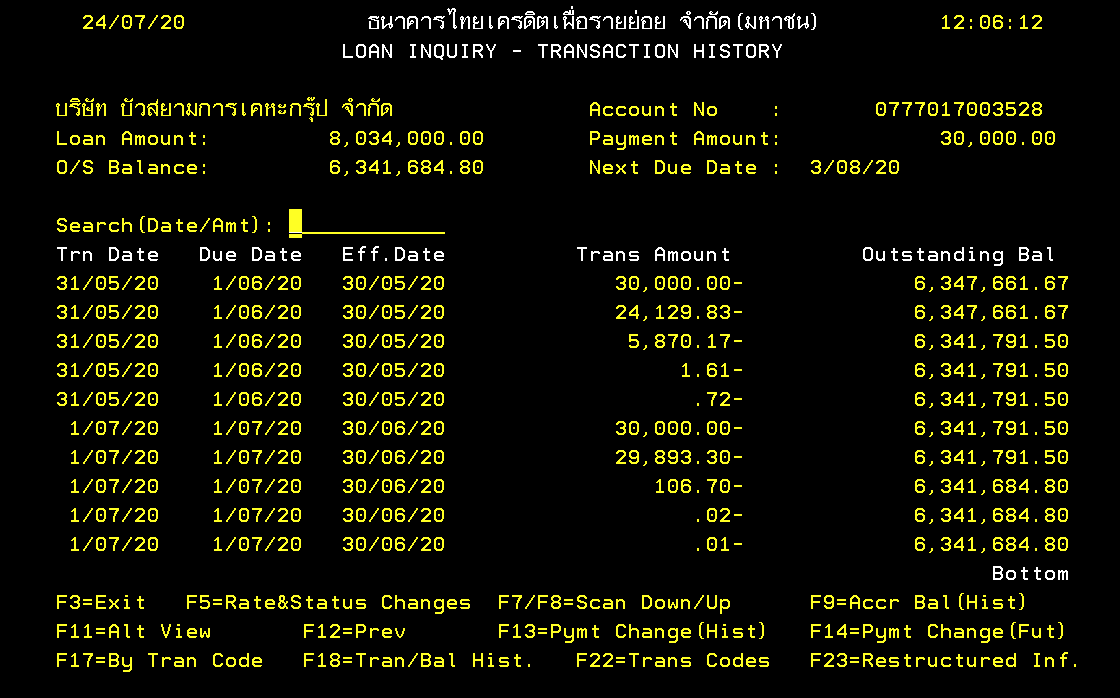 24/07/20 ธนาคารไทยเครดิตเพื่อรายย่อย จำกัด(มหาชน) 12:06:12
LOAN INQUIRY - TRANSACTION HISTORY
บริษัท บัวสยามการเคหะกรุ๊ป จำกัด Account No : 0777017003528
Loan Amount: 8,034,000.00 Payment Amount: 30,000.00
O/S Balance: 6,341,684.80 Next Due Date : 3/08/20
Search(Date/Amt):
Trn Date Due Date Eff.Date Trans Amount Outstanding Bal
31/05/20 1/06/20 30/05/20 30,000.00- 6,347,661.67
31/05/20 1/06/20 30/05/20 24,129.83- 6,347,661.67
31/05/20 1/06/20 30/05/20 5,870.17- 6,341,791.50
31/05/20 1/06/20 30/05/20 1.61- 6,341,791.50
31/05/20 1/06/20 30/05/20 .72- 6,341,791.50
1/07/20 1/07/20 30/06/20 30,000.00- 6,341,791.50
1/07/20 1/07/20 30/06/20 29,893.30- 6,341,791.50
1/07/20 1/07/20 30/06/20 106.70- 6,341,684.80
1/07/20 1/07/20 30/06/20 .02- 6,341,684.80
1/07/20 1/07/20 30/06/20 .01- 6,341,684.80
Bottom
F3=Exit F5=Rate&Status Changes F7/F8=Scan Down/Up F9=Accr Bal(Hist)
F11=Alt View F12=Prev F13=Pymt Change(Hist) F14=Pymt Change(Fut)
F17=By Tran Code F18=Tran/Bal Hist. F22=Trans Codes F23=Restructured Inf.